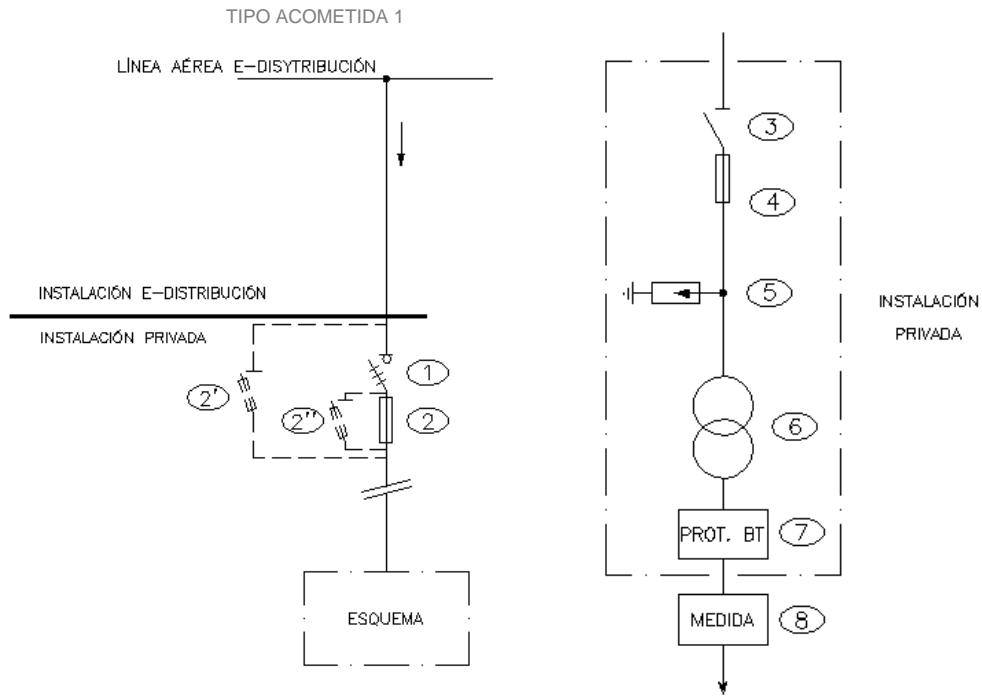 TIPO ACOMETIDA 1
LÍNEA AÉREA E-DISYTRIBUCIÓN
INSTALACIÓN E-DISTRIBUCIÓN
INSTALACIÓN PRIVADA
1
2'
2''
2
ESQUEMA
3
4
5
INSTALACIÓN
PRIVADA
6
PROT. BT
7
MEDIDA
8